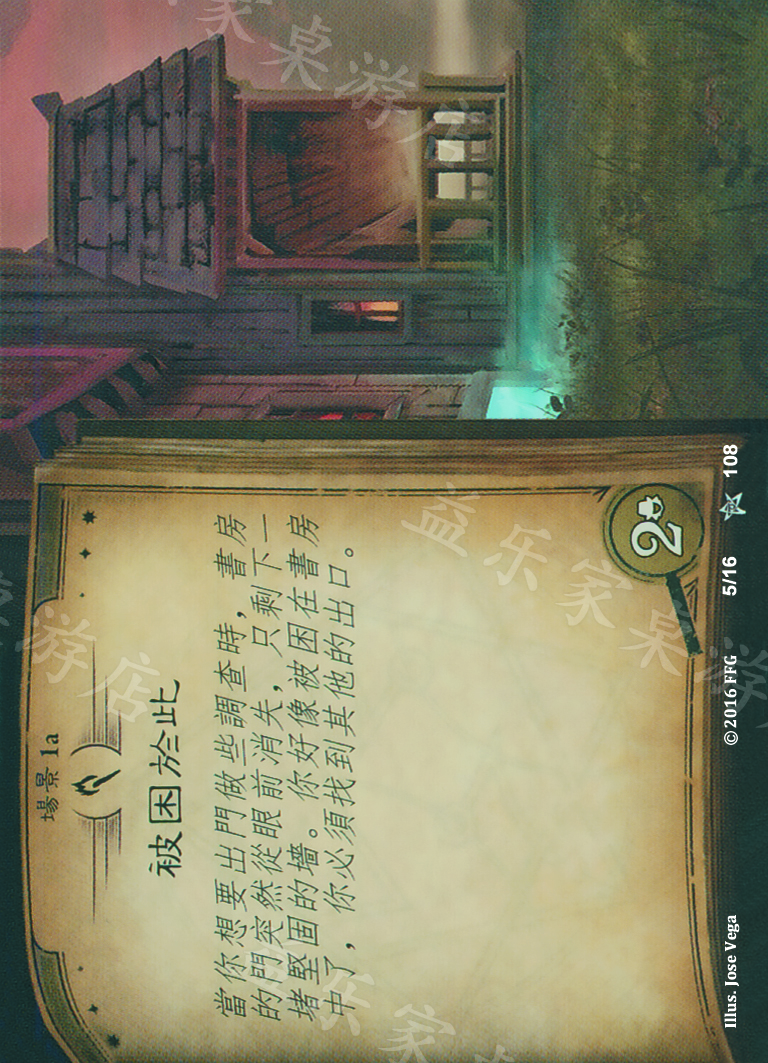 場景 1a
被困於此
當你想要出門做些調查時，書房
的門突然從眼前消失，只剩下一
堵堅固的墻。你好像被困在書房
中了，你必須找到其他的出口。
2
Illus. Jose Vega
© 2016 FFG
5/16
108
益乐家桌游店